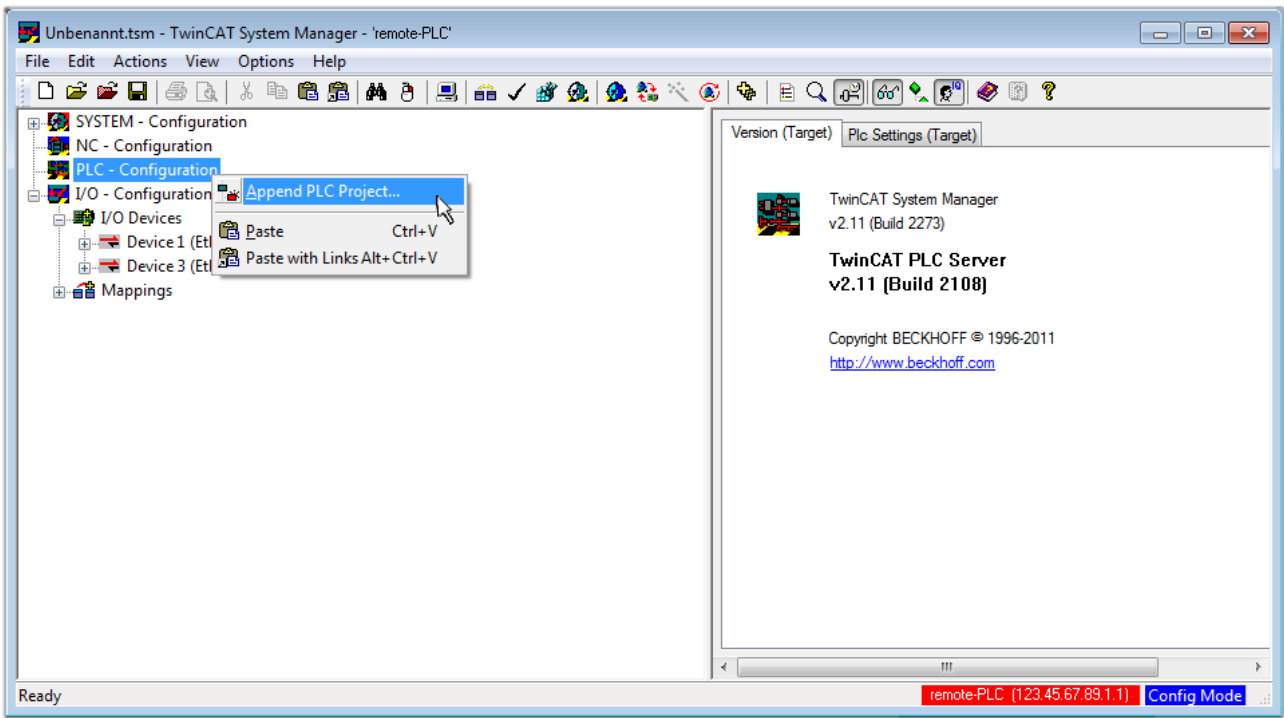 Unbenannt.tsm - TwinCAT System Manager - 'remote-PLC'
File Edit Actions View Options Help
SYSTEM - Configuration
NC - Configuration
PLC - Configuration
I/O - Configuration
I/O Devices
Device 1 (Etl
Device 3 (Etl
Mappings
Append PLC Project...
Paste Ctrl+V
Paste with Links Alt+Ctrl+V
Version (Target) Plc Settings (Target)
TwinCAT System Manager
v2.11 (Build 2273)
TwinCAT PLC Server
v2.11 (Build 2108)
Copyright BECKHOFF © 1996-2011
http://www.beckhoff.com
Ready
remote-PLC (123.45.67.89.1.1) Config Mode